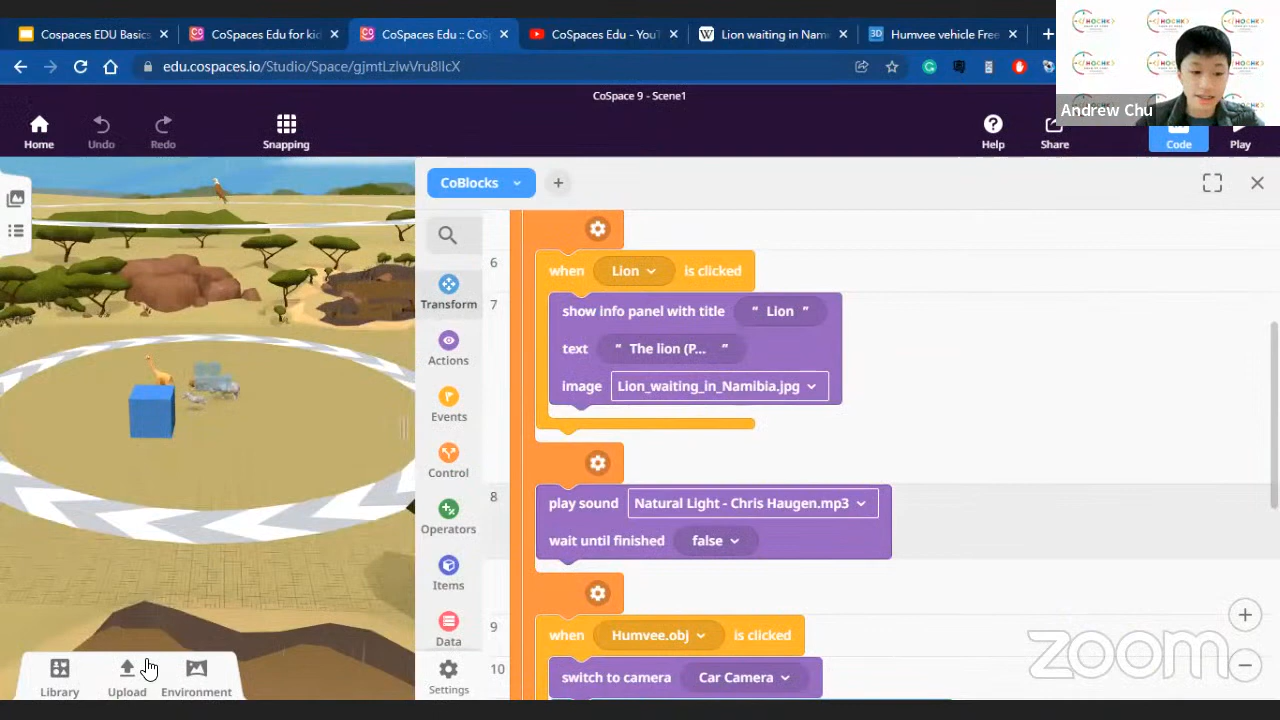 Cospaces EDU Basics
CoSpaces Edu for kid
CoSpaces Edu :: CoS
CoSpaces Edu - YouT
Lion waiting in Nam
Humvee vehicle Free
edu.cospaces.io/Studio/Space/gjmtLzlwVru8lIcX
HOCHK
Andrew Chu
CoSpace 9 - Scene1
Home
Undo
Redo
Snapping
Help
Share
Code
Play
CoBlocks
Transform
Actions
Events
Control
Operators
Items
Data
Settings
6
when Lion is clicked
7
show info panel with title “ Lion ”
text “ The lion (P... ”
image Lion_waiting_in_Namibia.jpg
8
play sound Natural Light - Chris Haugen.mp3
wait until finished false
9
when Humvee.obj is clicked
10
switch to camera Car Camera
Library
Upload
Environment
zoom